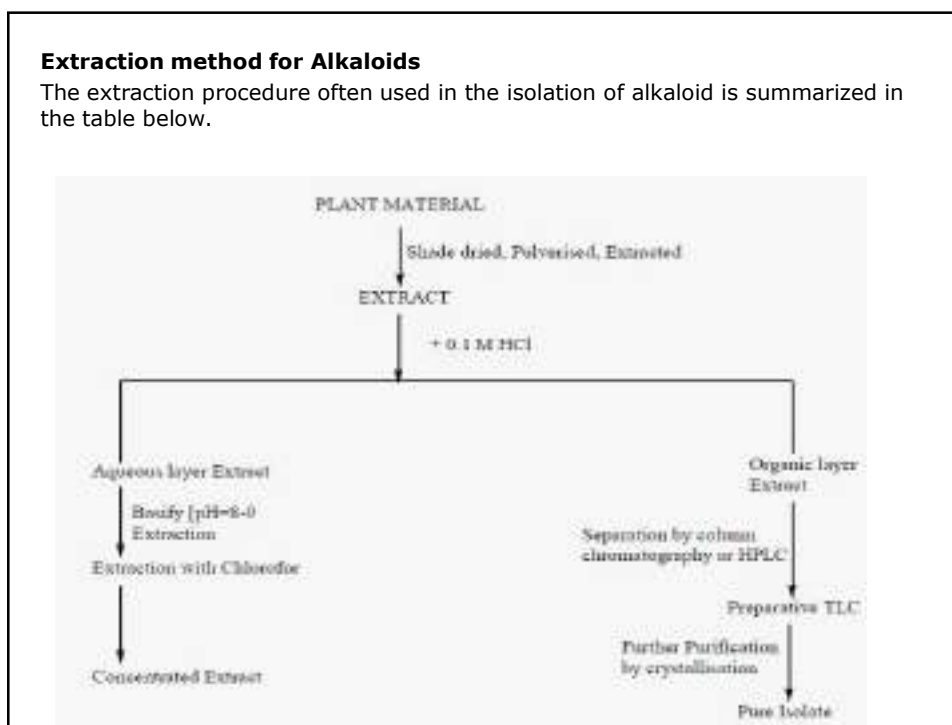 Extraction method for Alkaloids
The extraction procedure often used in the isolation of alkaloid is summarized in
the table below.
PLANT MATERIAL
Shade dried, Pulverised, Extracted
EXTRACT
+ 0.1 M HCl
Aqueous layer Extract
Basify [pH=8-0
Extraction
Extraction with Chlorofor
Concentrated Extract
Organic layer
Extract
Separation by column
chromatography or HPLC
Preparative TLC
Further Purification
by crystallisation
Pure Isolate